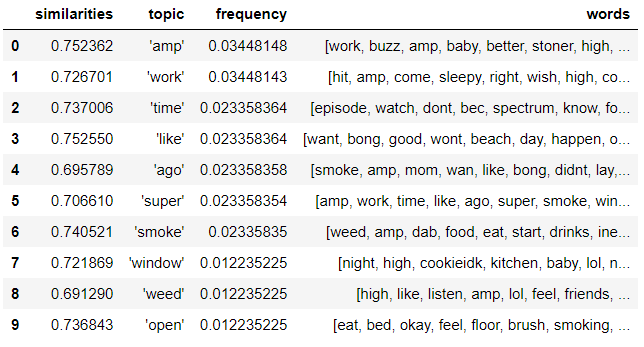 similarities topic frequency words
0 0.752362 'amp' 0.03448148 [work, buzz, amp, baby, better, stoner, high, ...
1 0.726701 'work' 0.03448143 [hit, amp, come, sleepy, right, wish, high, co...
2 0.737006 'time' 0.023358364 [episode, watch, dont, bec, spectrum, know, fo...
3 0.752550 'like' 0.023358364 [want, bong, good, wont, beach, day, happen, o...
4 0.695789 'ago' 0.023358358 [smoke, amp, mom, wan, like, bong, didnt, lay,...
5 0.706610 'super' 0.023358354 [amp, work, time, like, ago, super, smoke, win...
6 0.740521 'smoke' 0.02335835 [weed, amp, dab, food, eat, start, drinks, ine...
7 0.721869 'window' 0.012235225 [night, high, cookieidk, kitchen, baby, lol, n...
8 0.691290 'weed' 0.012235225 [high, like, listen, amp, lol, feel, friends, ...
9 0.736843 'open' 0.012235225 [eat, bed, okay, feel, floor, brush, smoking, ...